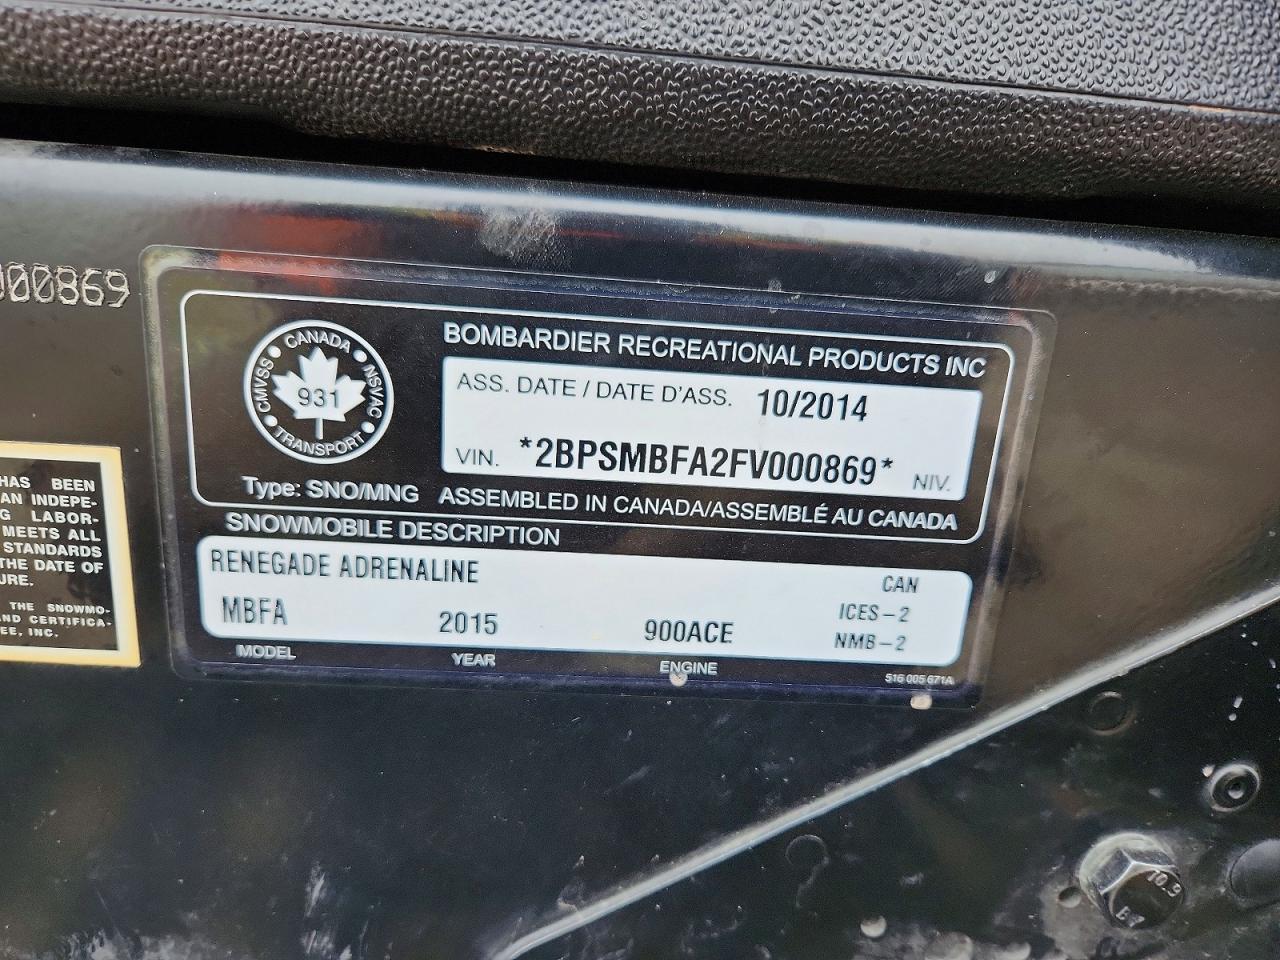 000869
CANADA
CMVSS
NSVAC
931
TRANSPORT
BOMBARDIER RECREATIONAL PRODUCTS INC
ASS. DATE / DATE D'ASS. 10/2014
VIN. *2BPSMBFA2FV000869* NIV.
Type: SNO/MNG ASSEMBLED IN CANADA/ASSEMBLÉ AU CANADA
SNOWMOBILE DESCRIPTION
RENEGADE ADRENALINE CAN
ICES-2
MBFA 2015 900ACE NMB-2
MODEL YEAR ENGINE 516 005 671A
HAS BEEN
AN INDEPE-
G LABOR-
MEETS ALL
STANDARDS
THE DATE OF
URE.
THE SNOWMO-
ND CERTIFICA-
EE, INC.
10.9